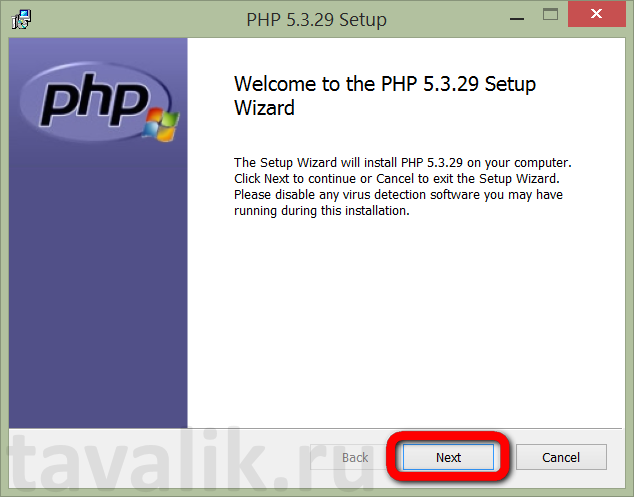 PHP 5.3.29 Setup
php
Welcome to the PHP 5.3.29 Setup
Wizard
The Setup Wizard will install PHP 5.3.29 on your computer.
Click Next to continue or Cancel to exit the Setup Wizard.
Please disable any virus detection software you may have
running during this installation.
tavalik.ru
Back
Next
Cancel